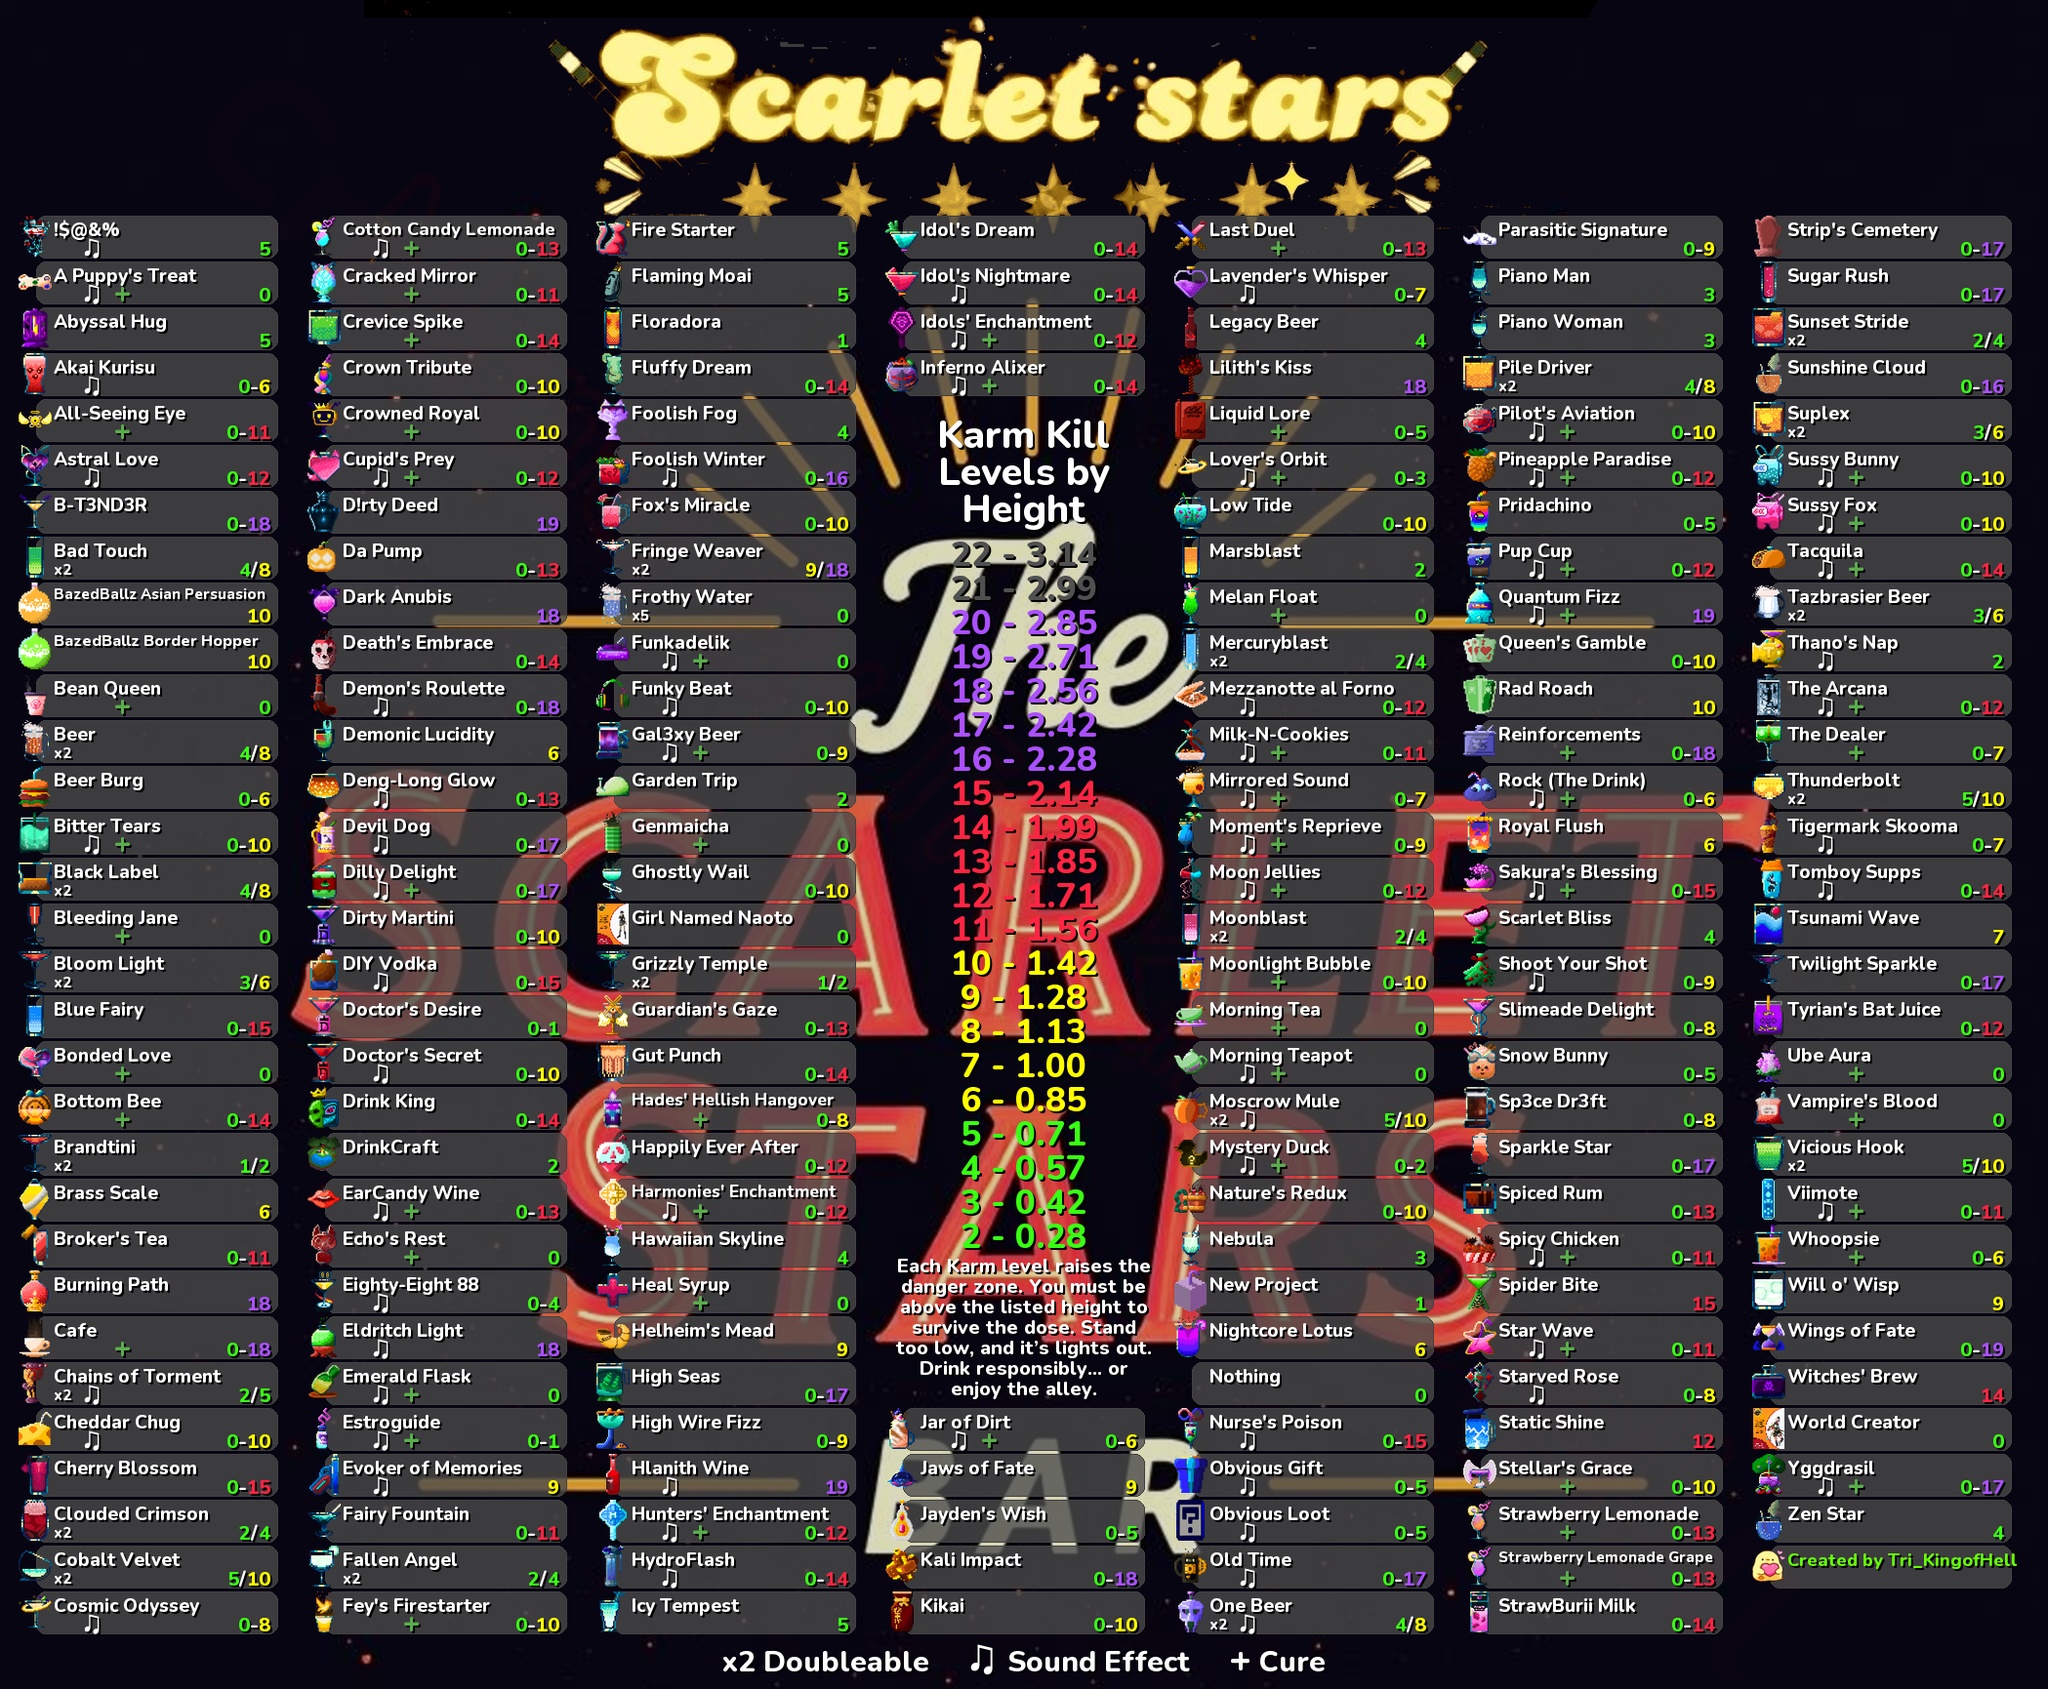 Scarlet stars
!$@&%
♫ 5
A Puppy's Treat
♫ + 0
Abyssal Hug
5
Akai Kurisu
♫ 0-6
All-Seeing Eye
+ 0-11
Astral Love
♫ 0-12
B-T3ND3R
0-18
Bad Touch
x2 4/8
BazedBallz Asian Persuasion
10
BazedBallz Border Hopper
10
Bean Queen
+ 0
Beer
x2 4/8
Beer Burg
0-6
Bitter Tears
♫ + 0-10
Black Label
x2 4/8
Bleeding Jane
+ 0
Bloom Light
x2 3/6
Blue Fairy
0-15
Bonded Love
+ 0
Bottom Bee
+ 0-14
Brandtini
x2 1/2
Brass Scale
6
Broker's Tea
0-11
Burning Path
18
Cafe
+ 0-18
Chains of Torment
x2 ♫ 2/5
Cheddar Chug
♫ 0-10
Cherry Blossom
0-15
Clouded Crimson
x2 2/4
Cobalt Velvet
x2 5/10
Cosmic Odyssey
♫ 0-8
Cotton Candy Lemonade
♫ + 0-13
Cracked Mirror
+ 0-11
Crevice Spike
+ 0-14
Crown Tribute
0-10
Crowned Royal
+ 0-10
Cupid's Prey
♫ + 0-12
D!rty Deed
19
Da Pump
0-13
Dark Anubis
18
Death's Embrace
0-14
Demon's Roulette
♫ 0-18
Demonic Lucidity
6
Deng-Long Glow
♫ 0-13
Devil Dog
♫ 0-17
Dilly Delight
♫ + 0-17
Dirty Martini
0-10
DIY Vodka
♫ 0-15
Doctor's Desire
0-1
Doctor's Secret
♫ 0-10
Drink King
0-14
DrinkCraft
2
EarCandy Wine
♫ + 0-13
Echo's Rest
+ 0
Eighty-Eight 88
♫ 0-4
Eldritch Light
♫ 18
Emerald Flask
♫ + 0
Estroguide
♫ + 0-1
Evoker of Memories
♫ 9
Fairy Fountain
0-11
Fallen Angel
x2 2/4
Fey's Firestarter
+ 0-10
Fire Starter
5
Flaming Moai
5
Floradora
1
Fluffy Dream
0-14
Foolish Fog
4
Foolish Winter
♫ 0-16
Fox's Miracle
0-10
Fringe Weaver
x2 9/18
Frothy Water
x5 0
Funkadelik
♫ + 0
Funky Beat
♫ 0-10
Gal3xy Beer
♫ + 0-9
Garden Trip
2
Genmaicha
+ 0
Ghostly Wail
0-10
Girl Named Naoto
0
Grizzly Temple
x2 1/2
Guardian's Gaze
0-13
Gut Punch
0-14
Hades' Hellish Hangover
+ 0-8
Happily Ever After
0-12
Harmonies' Enchantment
♫ + 0-12
Hawaiian Skyline
4
Heal Syrup
+ 0
Helheim's Mead
9
High Seas
0-17
High Wire Fizz
0-9
Hlanith Wine
♫ 19
Hunters' Enchantment
♫ + 0-12
HydroFlash
♫ 0-14
Icy Tempest
5
Idol's Dream
0-14
Idol's Nightmare
♫ 0-14
Idols' Enchantment
♫ + 0-12
Inferno Alixer
♫ + 0-14
Karm Kill
Levels by
Height
22 - 3.14
21 - 2.99
20 - 2.85
19 - 2.71
18 - 2.56
17 - 2.42
16 - 2.28
15 - 2.14
14 - 1.99
13 - 1.85
12 - 1.71
11 - 1.56
10 - 1.42
9 - 1.28
8 - 1.13
7 - 1.00
6 - 0.85
5 - 0.71
4 - 0.57
3 - 0.42
2 - 0.28
Each Karm level raises the
danger zone. You must be
above the listed height to
survive the dose. Stand
too low, and it's lights out.
Drink responsibly... or
enjoy the alley.
Jar of Dirt
♫ + 0-6
Jaws of Fate
9
Jayden's Wish
0-5
Kali Impact
0-18
Kikai
0-10
Last Duel
+ 0-13
Lavender's Whisper
♫ 0-7
Legacy Beer
4
Lilith's Kiss
18
Liquid Lore
+ 0-5
Lover's Orbit
♫ + 0-3
Low Tide
0-10
Marsblast
2
Melan Float
+ 0
Mercuryblast
x2 2/4
Mezzanotte al Forno
♫ 0-12
Milk-N-Cookies
♫ + 0-11
Mirrored Sound
♫ + 0-7
Moment's Reprieve
♫ + 0-9
Moon Jellies
♫ + 0-12
Moonblast
x2 2/4
Moonlight Bubble
+ 0-10
Morning Tea
+ 0
Morning Teapot
♫ + 0
Moscrow Mule
x2 ♫ 5/10
Mystery Duck
♫ + 0-2
Nature's Redux
0-10
Nebula
3
New Project
1
Nightcore Lotus
6
Nothing
0
Nurse's Poison
♫ 0-15
Obvious Gift
♫ 0-5
Obvious Loot
♫ 0-5
Old Time
♫ 0-17
One Beer
x2 ♫ 4/8
Parasitic Signature
0-9
Piano Man
3
Piano Woman
3
Pile Driver
x2 4/8
Pilot's Aviation
♫ + 0-10
Pineapple Paradise
♫ + 0-12
Pridachino
0-5
Pup Cup
♫ + 0-12
Quantum Fizz
♫ + 19
Queen's Gamble
0-10
Rad Roach
10
Reinforcements
+ 0-18
Rock (The Drink)
♫ + 0-6
Royal Flush
6
Sakura's Blessing
♫ + 0-15
Scarlet Bliss
4
Shoot Your Shot
♫ 0-9
Slimeade Delight
0-8
Snow Bunny
0-5
Sp3ce Dr3ft
0-8
Sparkle Star
0-17
Spiced Rum
0-13
Spicy Chicken
♫ + 0-11
Spider Bite
15
Star Wave
♫ + 0-11
Starved Rose
♫ 0-8
Static Shine
12
Stellar's Grace
+ 0-10
Strawberry Lemonade
+ 0-13
Strawberry Lemonade Grape
+ 0-13
StrawBurii Milk
0-14
Strip's Cemetery
0-17
Sugar Rush
0-17
Sunset Stride
x2 2/4
Sunshine Cloud
0-16
Suplex
x2 3/6
Sussy Bunny
♫ + 0-10
Sussy Fox
♫ + 0-10
Tacquila
♫ + 0-14
Tazbrasier Beer
x2 3/6
Thano's Nap
♫ 2
The Arcana
♫ + 0-12
The Dealer
+ 0-7
Thunderbolt
x2 5/10
Tigermark Skooma
♫ 0-7
Tomboy Supps
♫ 0-14
Tsunami Wave
7
Twilight Sparkle
0-17
Tyrian's Bat Juice
0-12
Ube Aura
+ 0
Vampire's Blood
+ 0
Vicious Hook
x2 5/10
Viimote
♫ + 0-11
Whoopsie
+ 0-6
Will o' Wisp
9
Wings of Fate
0-19
Witches' Brew
14
World Creator
0
Yggdrasil
♫ + 0-17
Zen Star
4
Created by Tri_KingofHell
The
SCARLET
STARS
BAR
x2 Doubleable ♫ Sound Effect + Cure